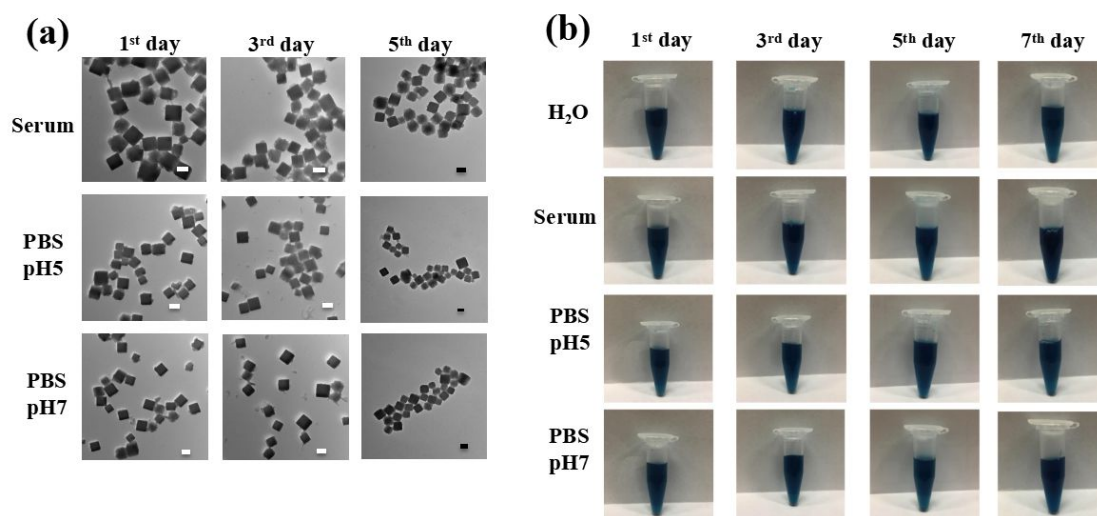 (a)
1st day 3rd day 5th day
Serum
PBS
pH5
PBS
pH7
(b)
1st day 3rd day 5th day 7th day
H₂O
Serum
PBS
pH5
PBS
pH7